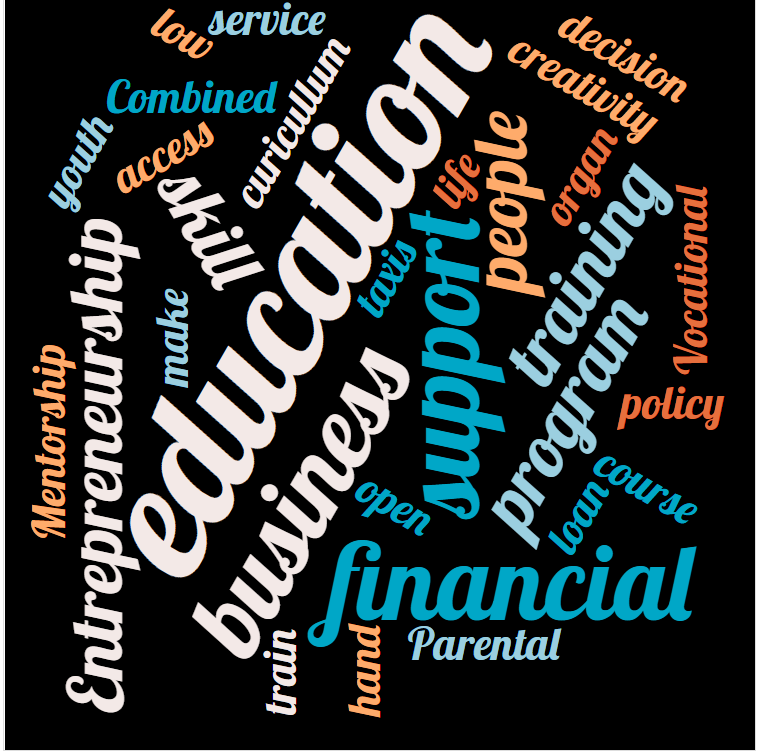 low
service
decision
creativity
Combined
curicullum
education
youth
access
skill
people
life
organ
training
Vocational
taxis
support
Entrepreneurship
make
program
Mentorship
business
policy
open
course
loan
financial
Parental
train
hand